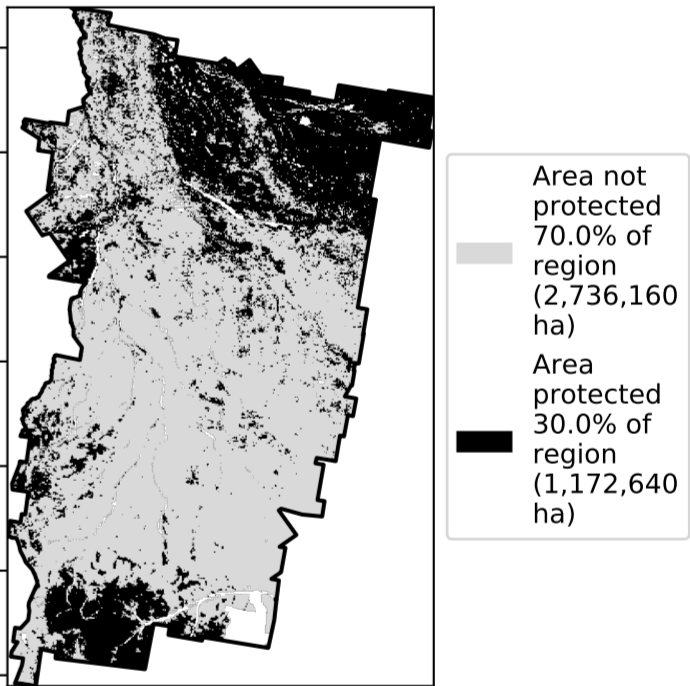 Area not
protected
70.0% of
region
(2,736,160
ha)
Area
protected
30.0% of
region
(1,172,640
ha)